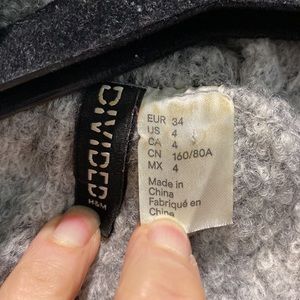 DIVIDED
H&M
EUR 34
US 4
CA 4
CN 160/80A
MX 4
Made in
China
Fabriqué en
Chine